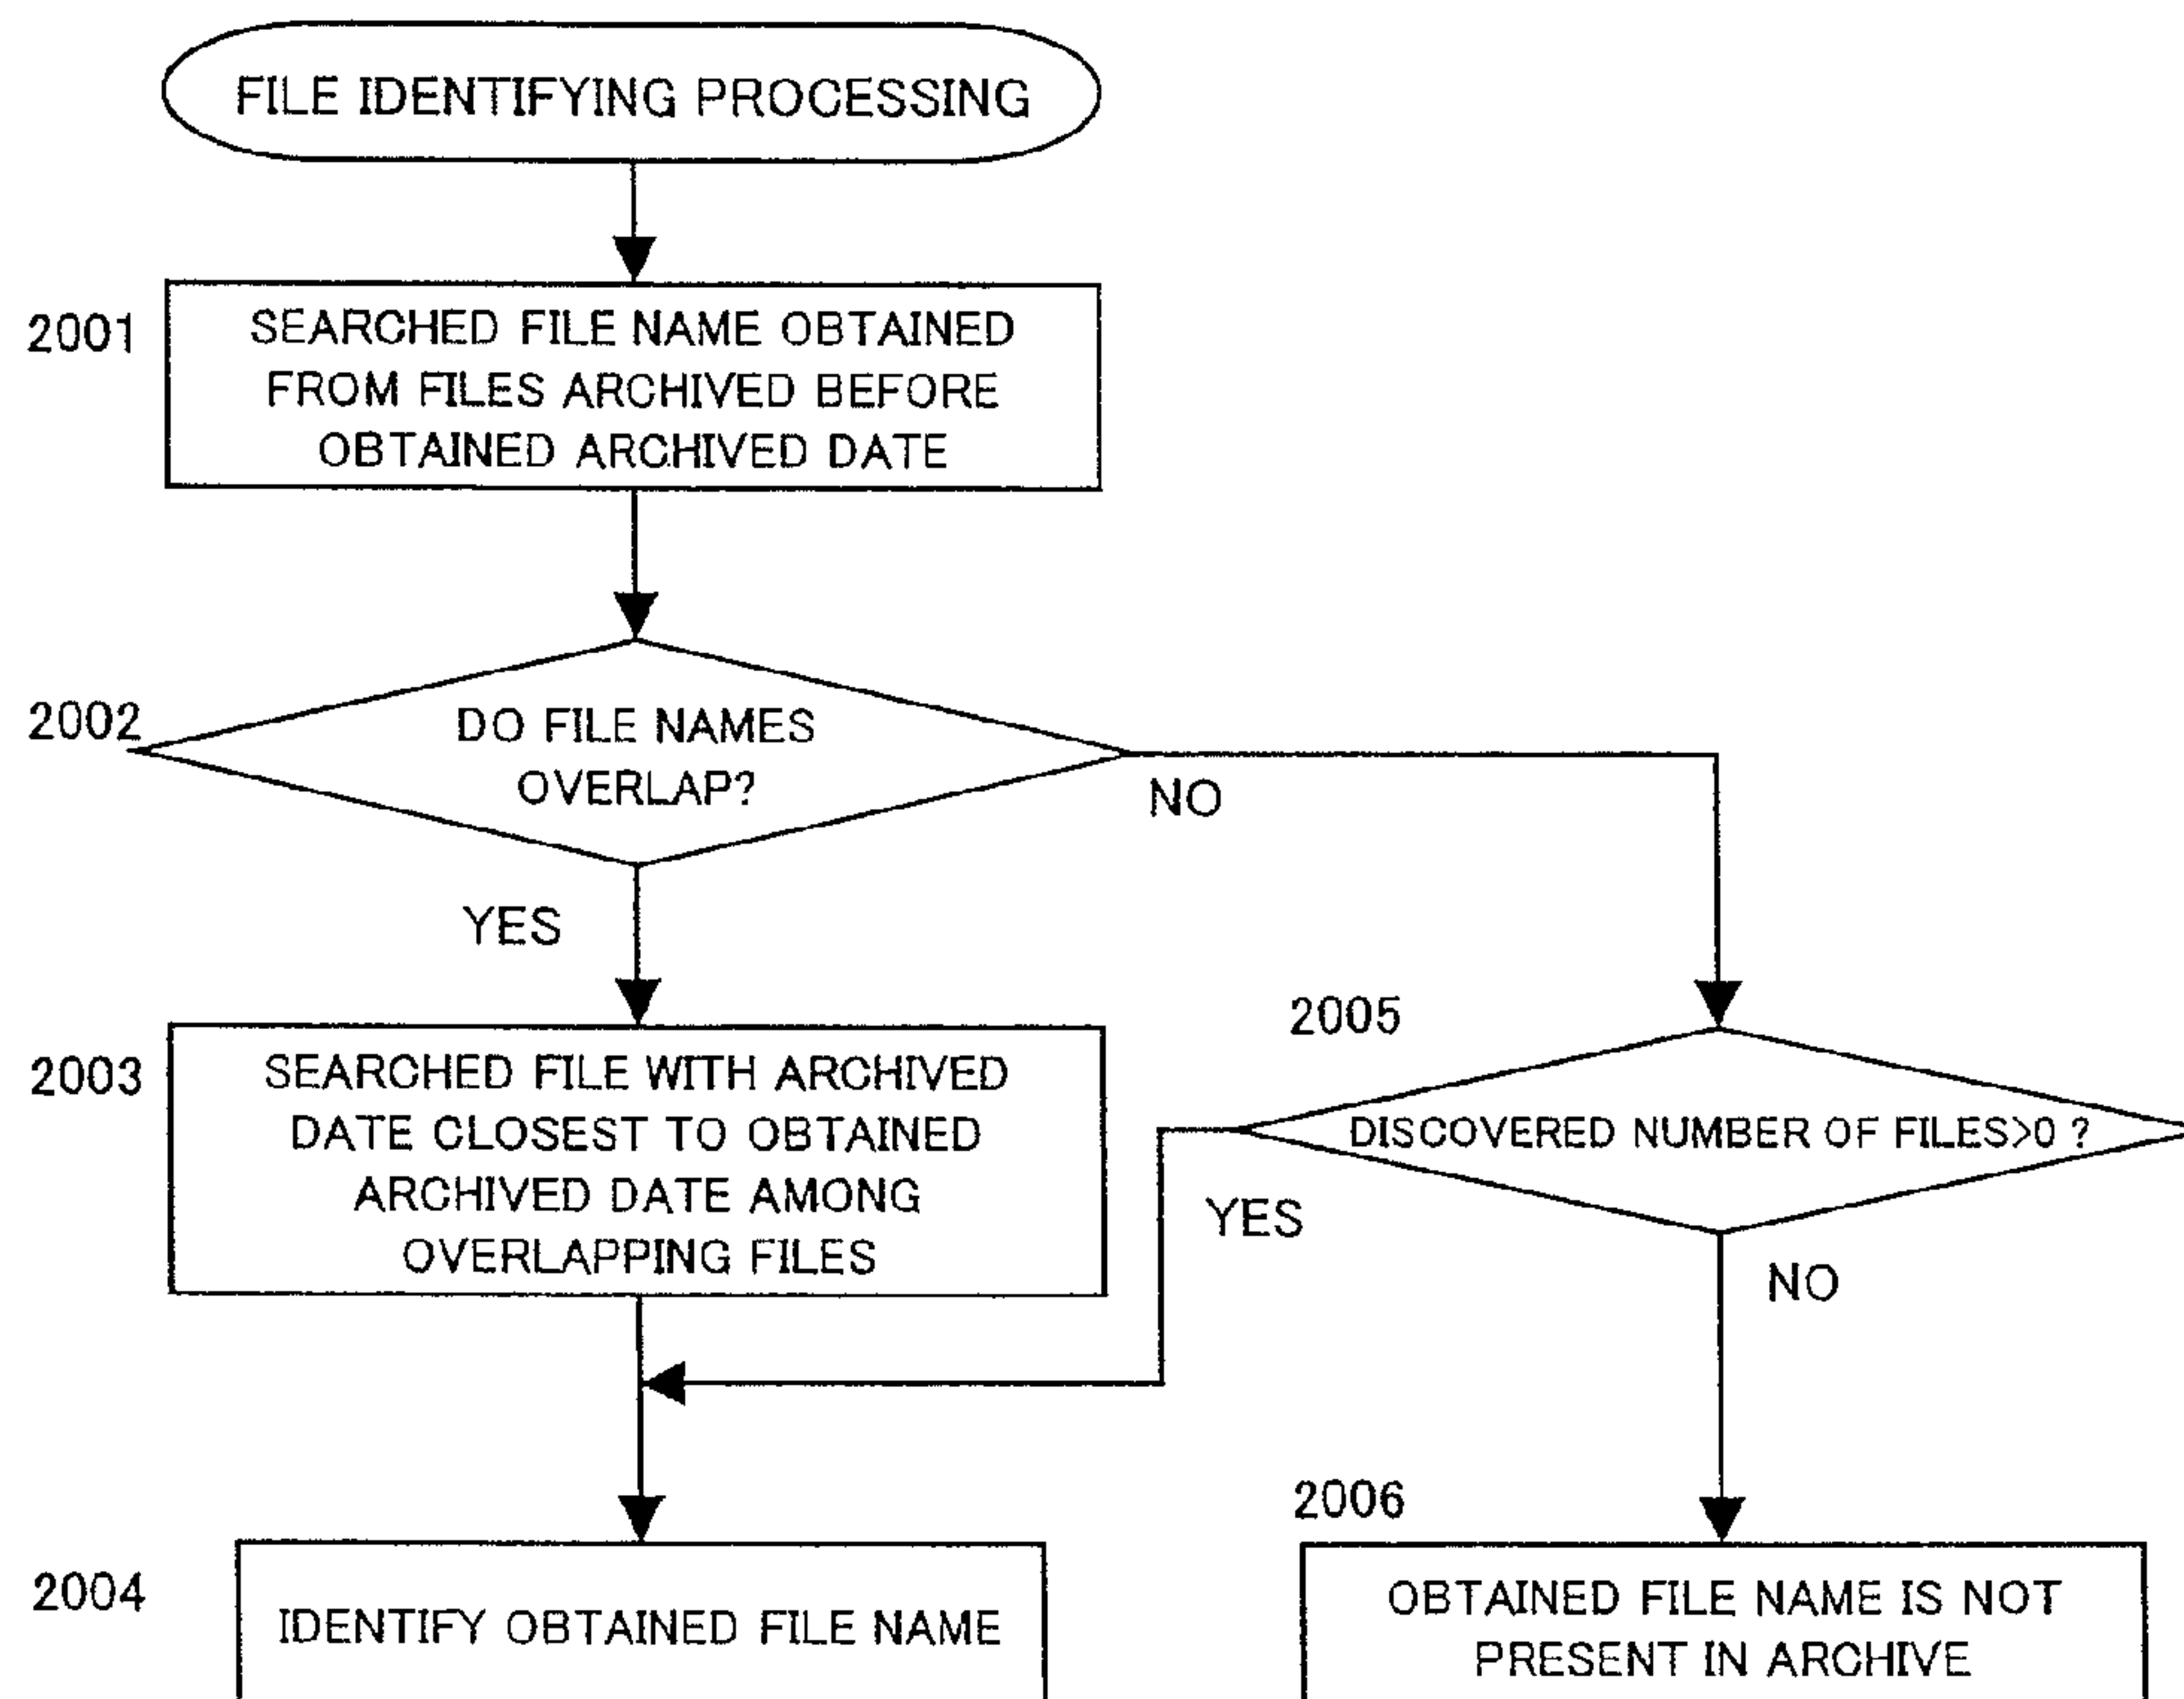 FILE IDENTIFYING PROCESSING
2001
SEARCHED FILE NAME OBTAINED
FROM FILES ARCHIVED BEFORE
OBTAINED ARCHIVED DATE
2002
DO FILE NAMES
OVERLAP?
NO
YES
2003
SEARCHED FILE WITH ARCHIVED
DATE CLOSEST TO OBTAINED
ARCHIVED DATE AMONG
OVERLAPPING FILES
2005
DISCOVERED NUMBER OF FILES>0 ?
YES
NO
2004
IDENTIFY OBTAINED FILE NAME
2006
OBTAINED FILE NAME IS NOT
PRESENT IN ARCHIVE